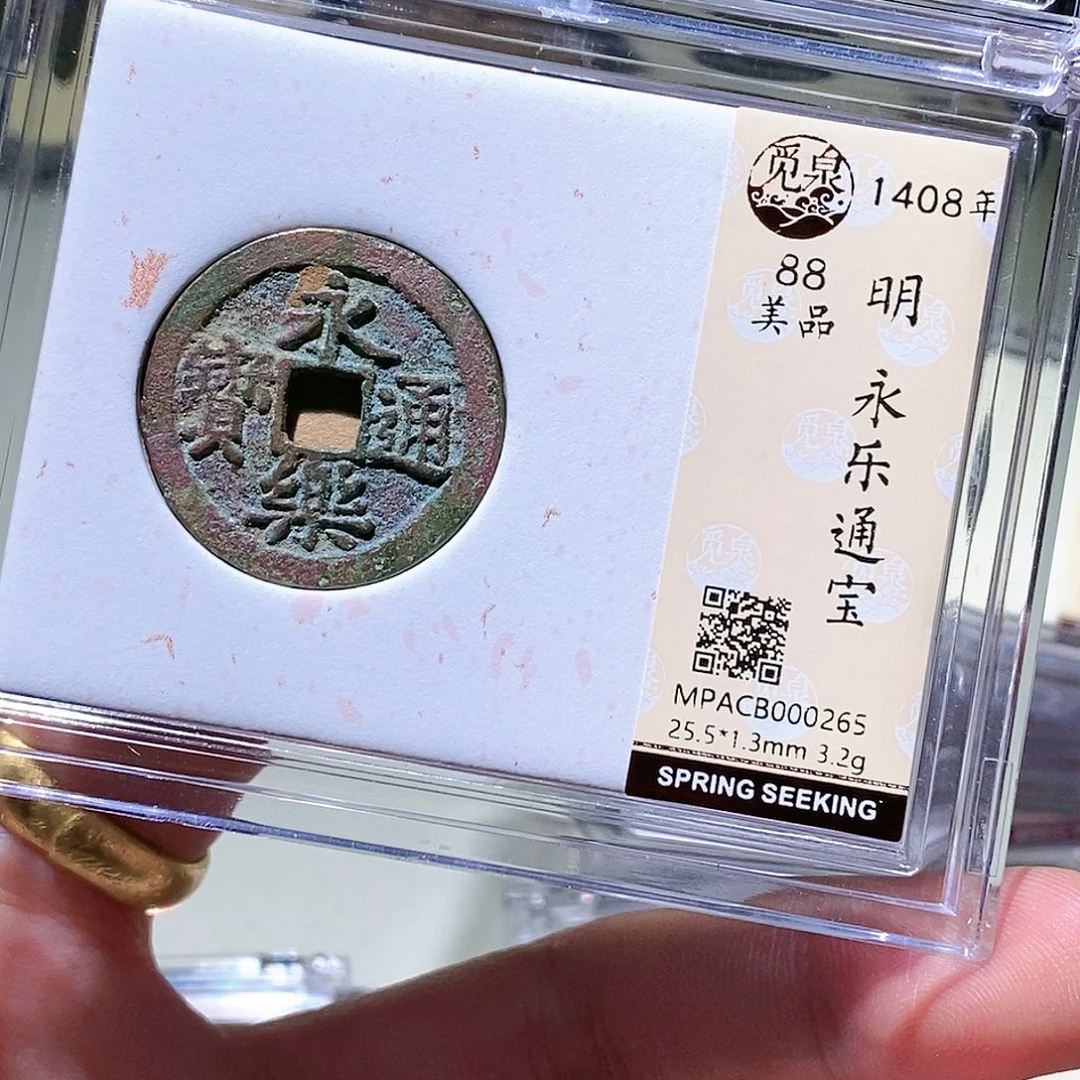 永樂通寶
觅泉
1408年
88
美品
明
永乐通宝
MPACB000265
25.5*1.3mm 3.2g
SPRING SEEKING